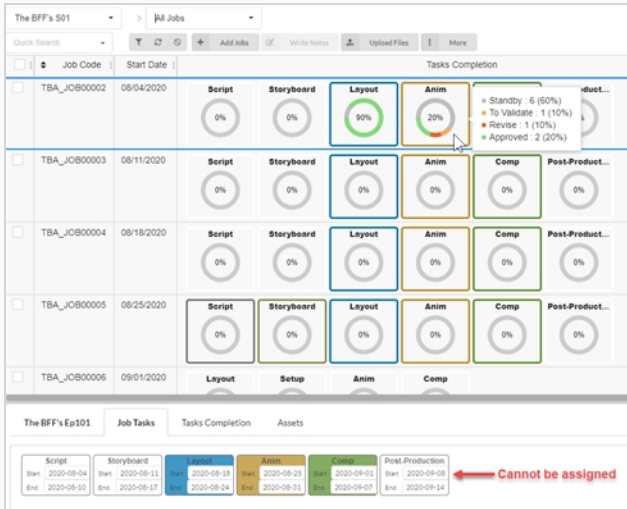 The BFF's S01 > All Jobs
Quick Search Add Jobs Write Notes Upload Files More
Job Code Start Date Tasks Completion
TBA_JOB00002 08/04/2020 Script Storyboard Layout Anim -Product...
0% 0% 90% 20%
Standby : 6 (60%)
To Validate : 1 (10%)
Revise : 1 (10%)
Approved : 2 (20%)
TBA_JOB00003 08/11/2020 Script Storyboard Layout Anim Comp Post-Product...
0% 0% 0% 0% 0% 0%
TBA_JOB00004 08/18/2020 Script Storyboard Layout Anim Comp Post-Product...
0% 0% 0% 0% 0% 0%
TBA_JOB00005 08/25/2020 Script Storyboard Layout Anim Comp Post-Product...
0% 0% 0% 0% 0% 0%
TBA_JOB00006 09/01/2020 Layout Setup Anim Comp
The BFF's Ep101 Job Tasks Tasks Completion Assets
Script Storyboard Layout Anim Comp Post-Production
Start 2020-08-04 Start 2020-08-11 Start 2020-08-18 Start 2020-08-25 Start 2020-09-01 Start 2020-09-08
End 2020-08-10 End 2020-08-17 End 2020-08-24 End 2020-08-31 End 2020-09-07 End 2020-09-14
Cannot be assigned